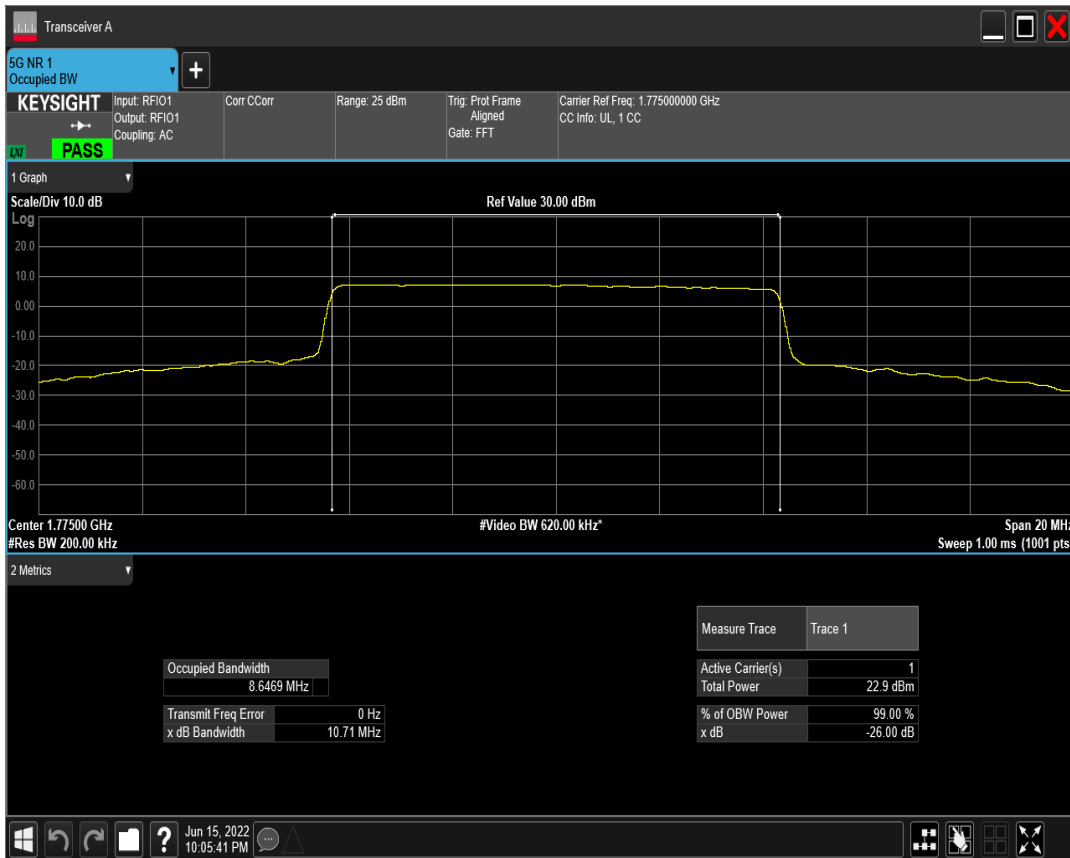 Transceiver A
5G NR 1
Occupied BW
KEYSIGHT
LXI
PASS
Input: RFIO1
Output: RFIO1
Coupling: AC
Corr CCorr
Range: 25 dBm
Trig: Prot Frame
Aligned
Gate: FFT
Carrier Ref Freq: 1.775000000 GHz
CC Info: UL, 1 CC
1 Graph
Scale/Div 10.0 dB
Ref Value 30.00 dBm
Log
20.0
10.0
0.00
-10.0
-20.0
-30.0
-40.0
-50.0
-60.0
Center 1.77500 GHz
#Video BW 620.00 kHz*
Span 20 MHz
#Res BW 200.00 kHz
Sweep 1.00 ms (1001 pts
2 Metrics
Measure Trace Trace 1
Occupied Bandwidth
8.6469 MHz
Active Carrier(s) 1
Total Power 22.9 dBm
Transmit Freq Error 0 Hz
x dB Bandwidth 10.71 MHz
% of OBW Power 99.00 %
x dB -26.00 dB
Jun 15, 2022
10:05:41 PM